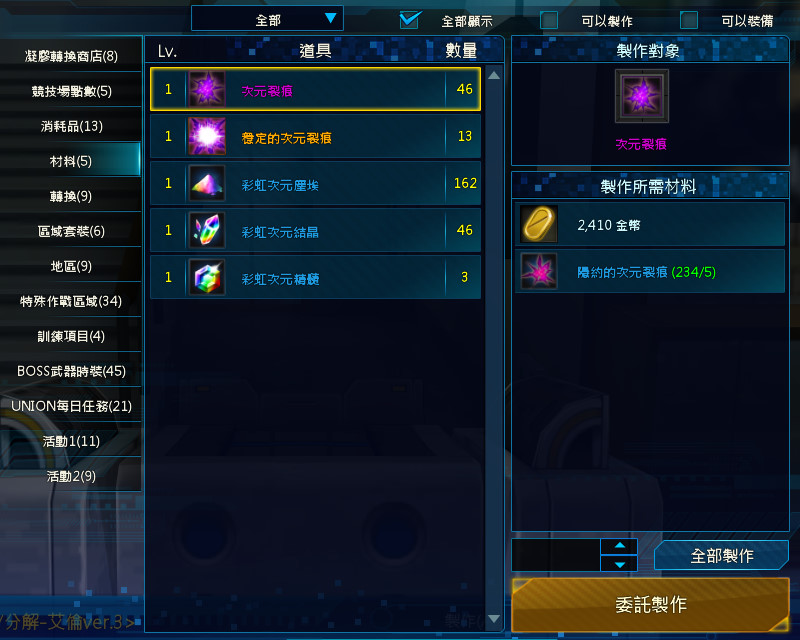 全部
全部顯示
可以製作
可以裝備
凝膠轉換商店(8)
競技場點數(5)
消耗品(13)
材料(5)
轉換(9)
區域套裝(6)
地區(9)
特殊作戰區域(34)
訓練項目(4)
BOSS武器時裝(45)
UNION每日任務(21)
活動1(11)
活動2(9)
Lv. 道具 數量
1 次元裂痕 46
1 穩定的次元裂痕 13
1 彩虹次元塵埃 162
1 彩虹次元結晶 46
1 彩虹次元精髓 3
製作對象
次元裂痕
製作所需材料
2,410 金幣
隱約的次元裂痕 (234/5)
全部製作
委託製作
/分解-艾倫ver.3>
製作